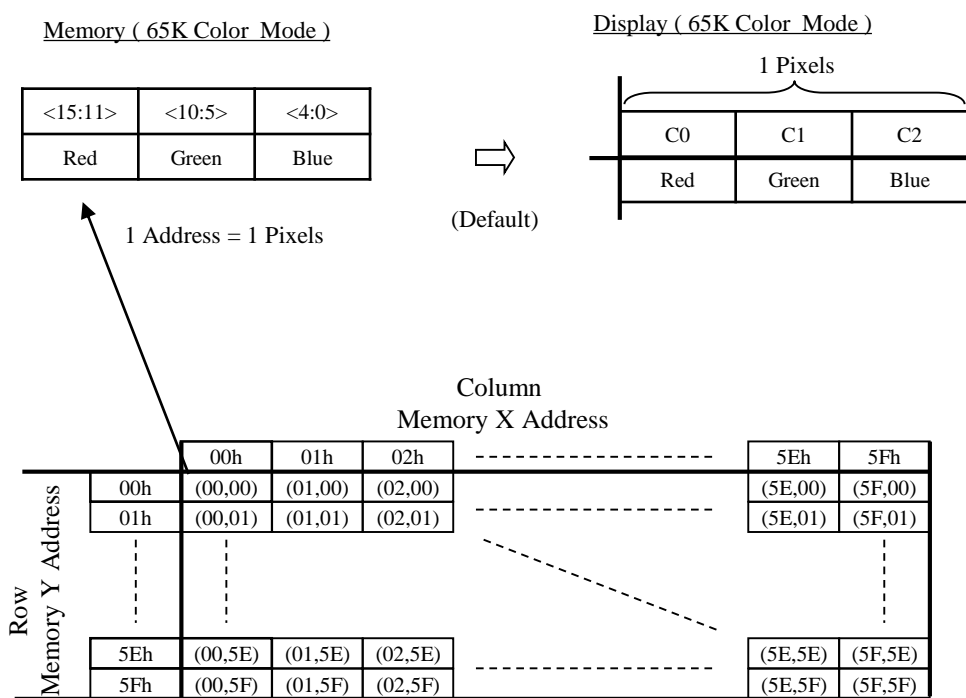 Memory ( 65K Color Mode )
Display ( 65K Color Mode )
1 Pixels
<15:11> <10:5> <4:0>
Red Green Blue
C0 C1 C2
Red Green Blue
(Default)
1 Address = 1 Pixels
Column
Memory X Address
00h 01h 02h 5Eh 5Fh
Row
Memory Y Address
00h (00,00) (01,00) (02,00) (5E,00) (5F,00)
01h (00,01) (01,01) (02,01) (5E,01) (5F,01)
5Eh (00,5E) (01,5E) (02,5E) (5E,5E) (5F,5E)
5Fh (00,5F) (01,5F) (02,5F) (5E,5F) (5F,5F)